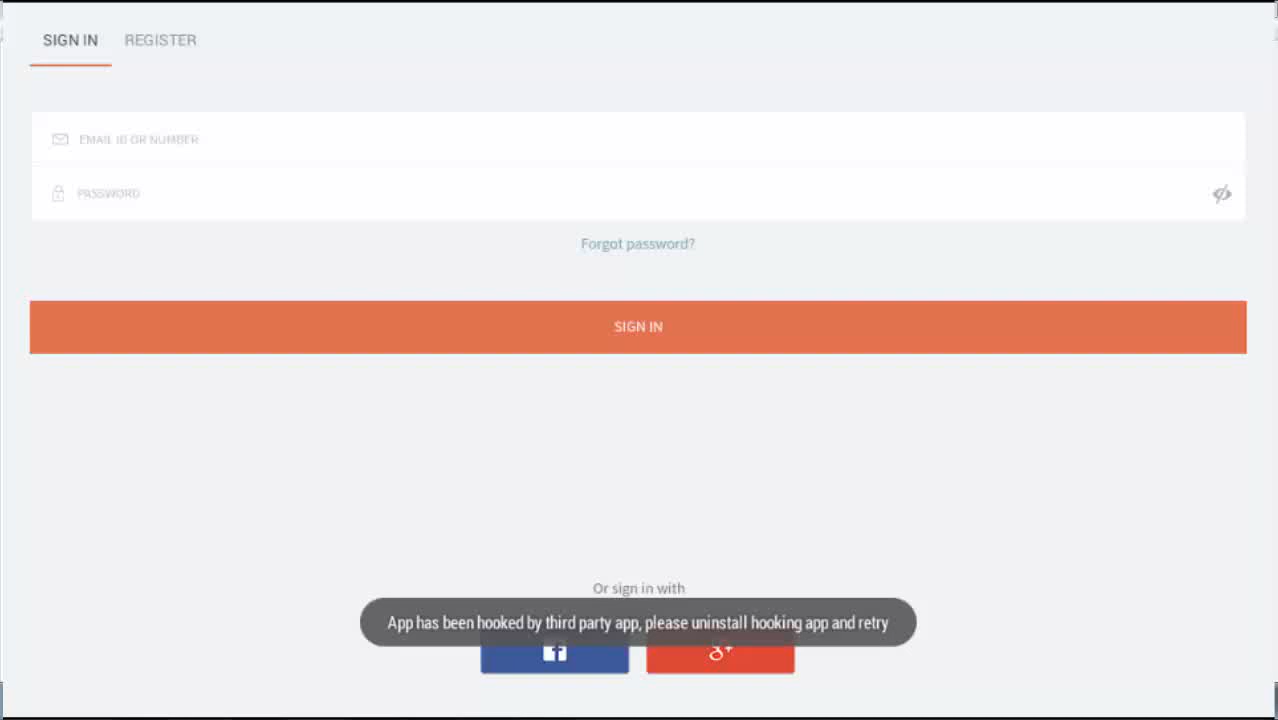 SIGN IN
REGISTER
EMAIL ID OR NUMBER
PASSWORD
Forgot password?
SIGN IN
Or sign in with
App has been hooked by third party app, please uninstall hooking app and retry
f
g+